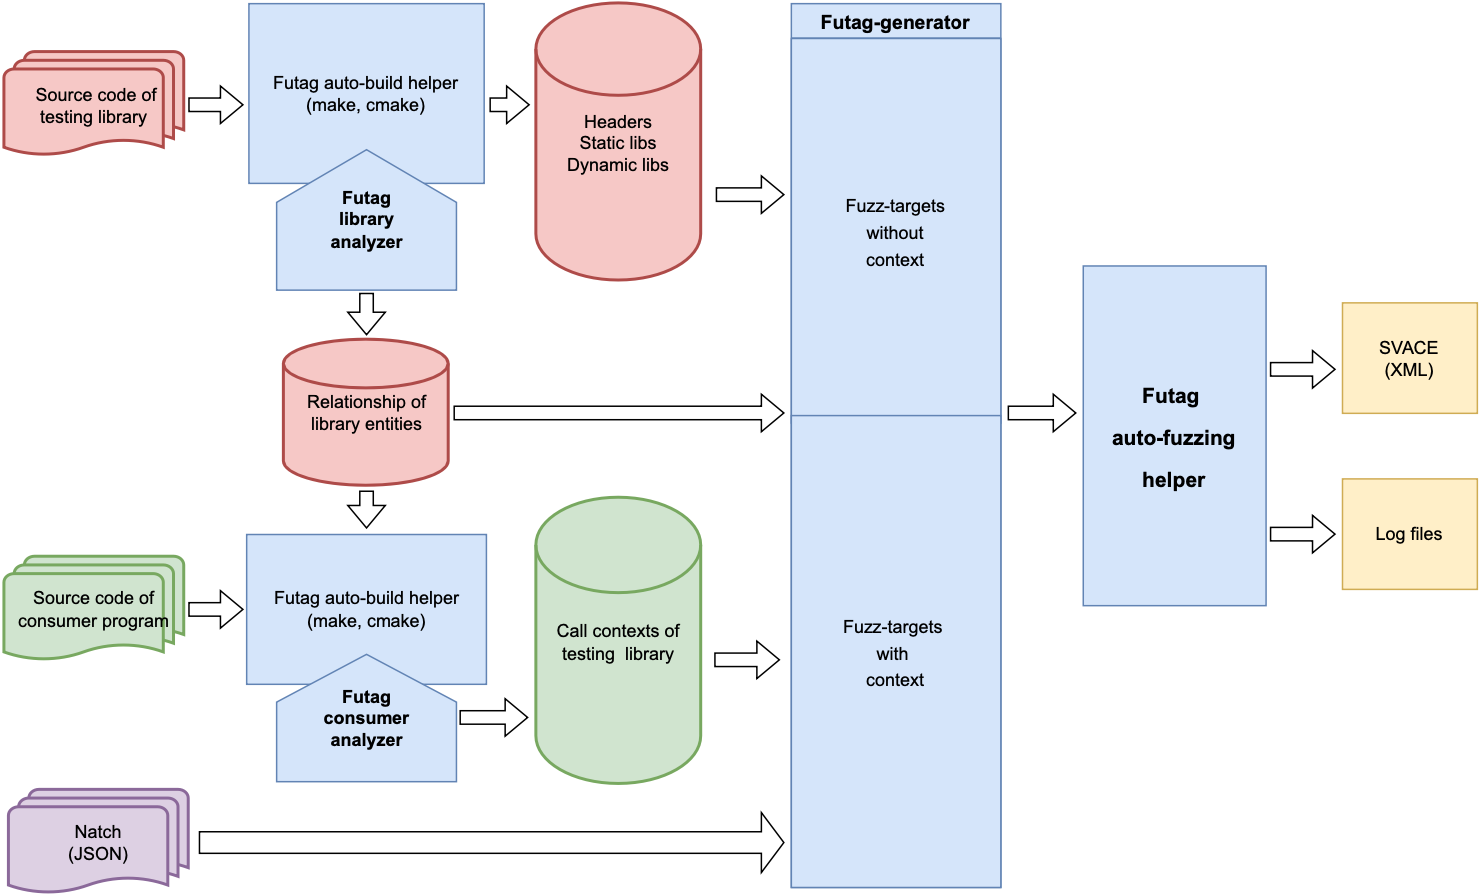 Source code of
testing library
Futag auto-build helper
(make, cmake)
Futag
library
analyzer
Headers
Static libs
Dynamic libs
Futag-generator
Fuzz-targets
without
context
Relationship of
library entities
Futag
auto-fuzzing
helper
SVACE
(XML)
Log files
Source code of
consumer program
Futag auto-build helper
(make, cmake)
Futag
consumer
analyzer
Call contexts of
testing library
Fuzz-targets
with
context
Natch
(JSON)